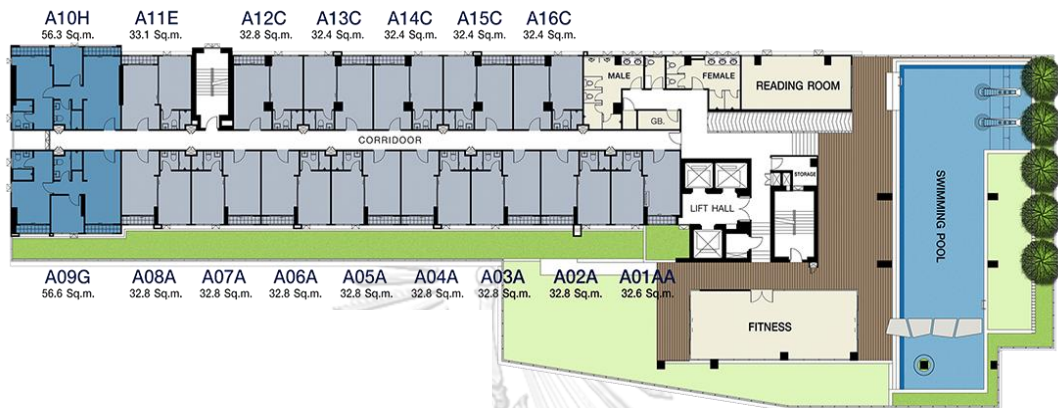 A10H
56.3 Sq.m.
A11E
33.1 Sq.m.
A12C
32.8 Sq.m.
A13C
32.4 Sq.m.
A14C
32.4 Sq.m.
A15C
32.4 Sq.m.
A16C
32.4 Sq.m.
MALE
FEMALE
READING ROOM
GB.
CORRIDOOR
STORAGE
LIFT HALL
SWIMMING POOL
A09G
56.6 Sq.m.
A08A
32.8 Sq.m.
A07A
32.8 Sq.m.
A06A
32.8 Sq.m.
A05A
32.8 Sq.m.
A04A
32.8 Sq.m.
A03A
32.8 Sq.m.
A02A
32.8 Sq.m.
A01AA
32.6 Sq.m.
FITNESS